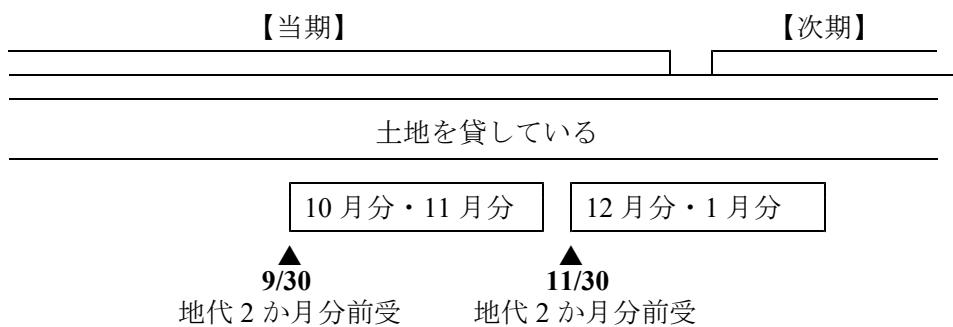 【当期】 【次期】
土地を貸している
10 月分・11 月分 12 月分・1 月分
9/30 11/30
地代 2 か月分前受 地代 2 か月分前受